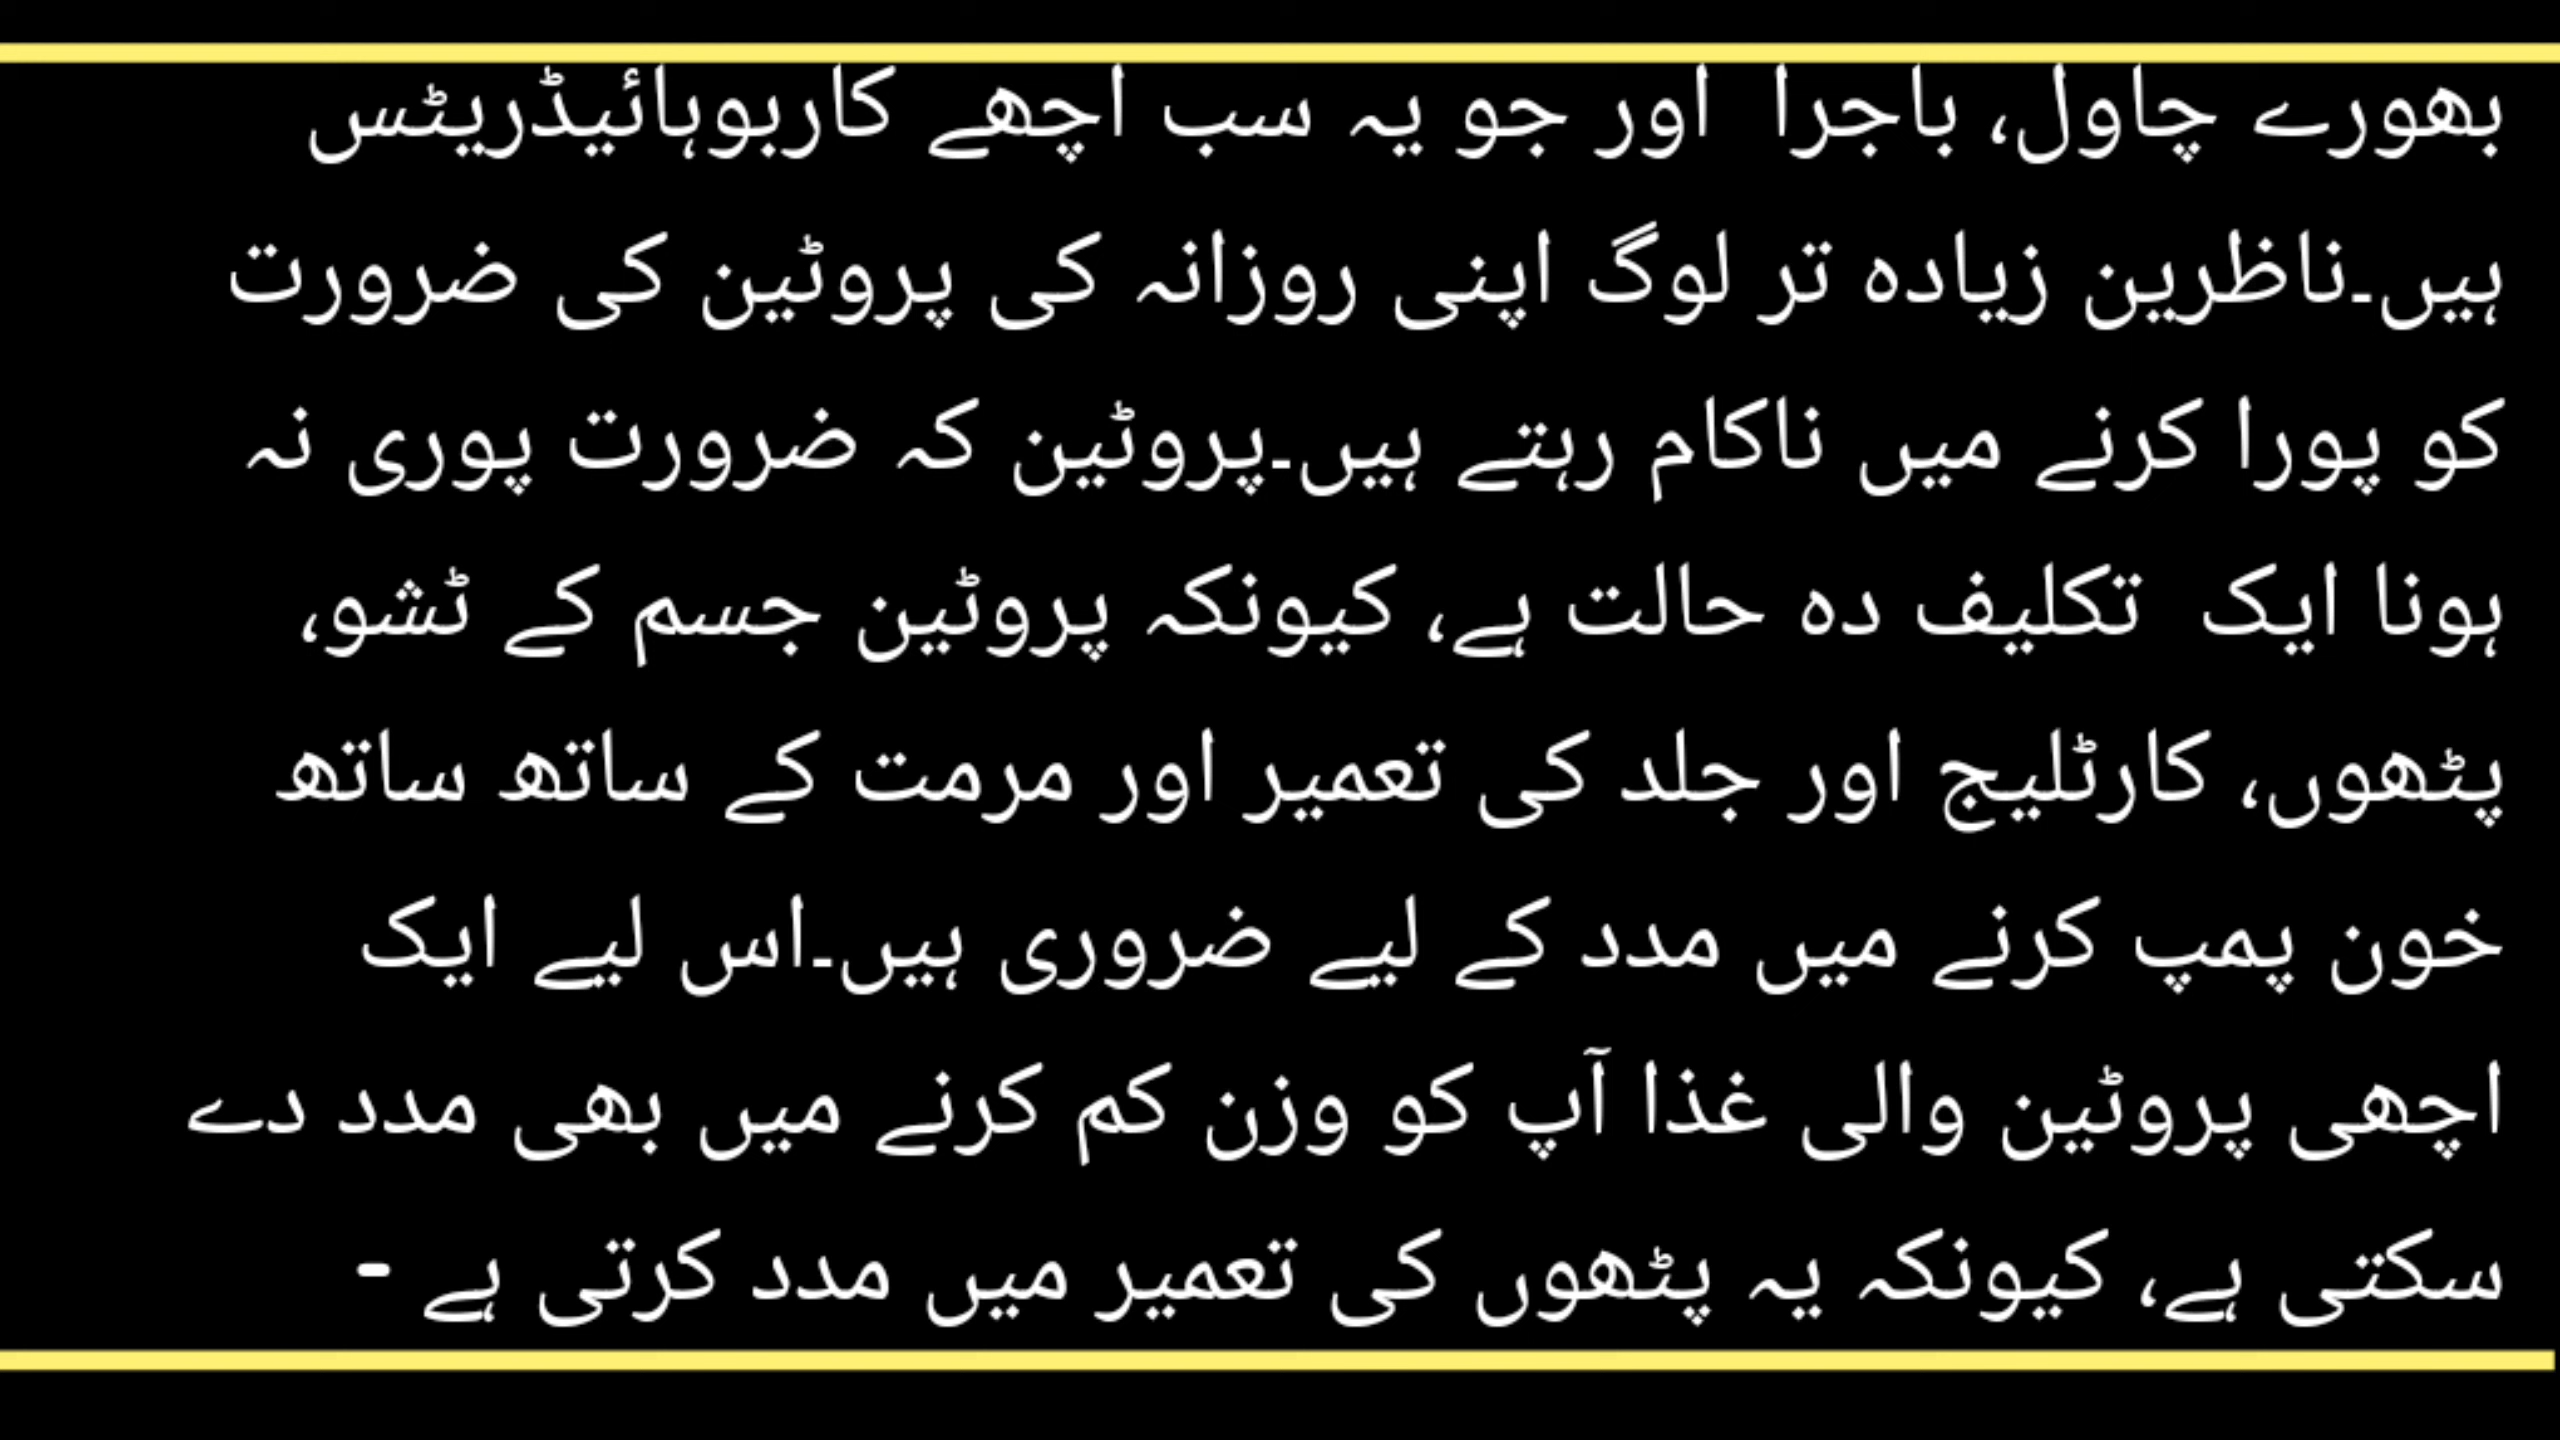 بھورے چاول، باجرا  اور جو یہ سب اچھے کاربوہائیڈریٹس
ہیں۔ناظرین زیادہ تر لوگ اپنی روزانہ کی پروٹین کی ضرورت
کو پورا کرنے میں ناکام رہتے ہیں۔پروٹین کہ ضرورت پوری نہ
ہونا ایک  تکلیف دہ حالت ہے، کیونکہ پروٹین جسم کے ٹشو،
پٹھوں، کارٹلیج اور جلد کی تعمیر اور مرمت کے ساتھ ساتھ
خون پمپ کرنے میں مدد کے لیے ضروری ہیں۔اس لیے ایک
اچھی پروٹین والی غذا آپ کو وزن کم کرنے میں بھی مدد دے
سکتی ہے، کیونکہ یہ پٹھوں کی تعمیر میں مدد کرتی ہے -